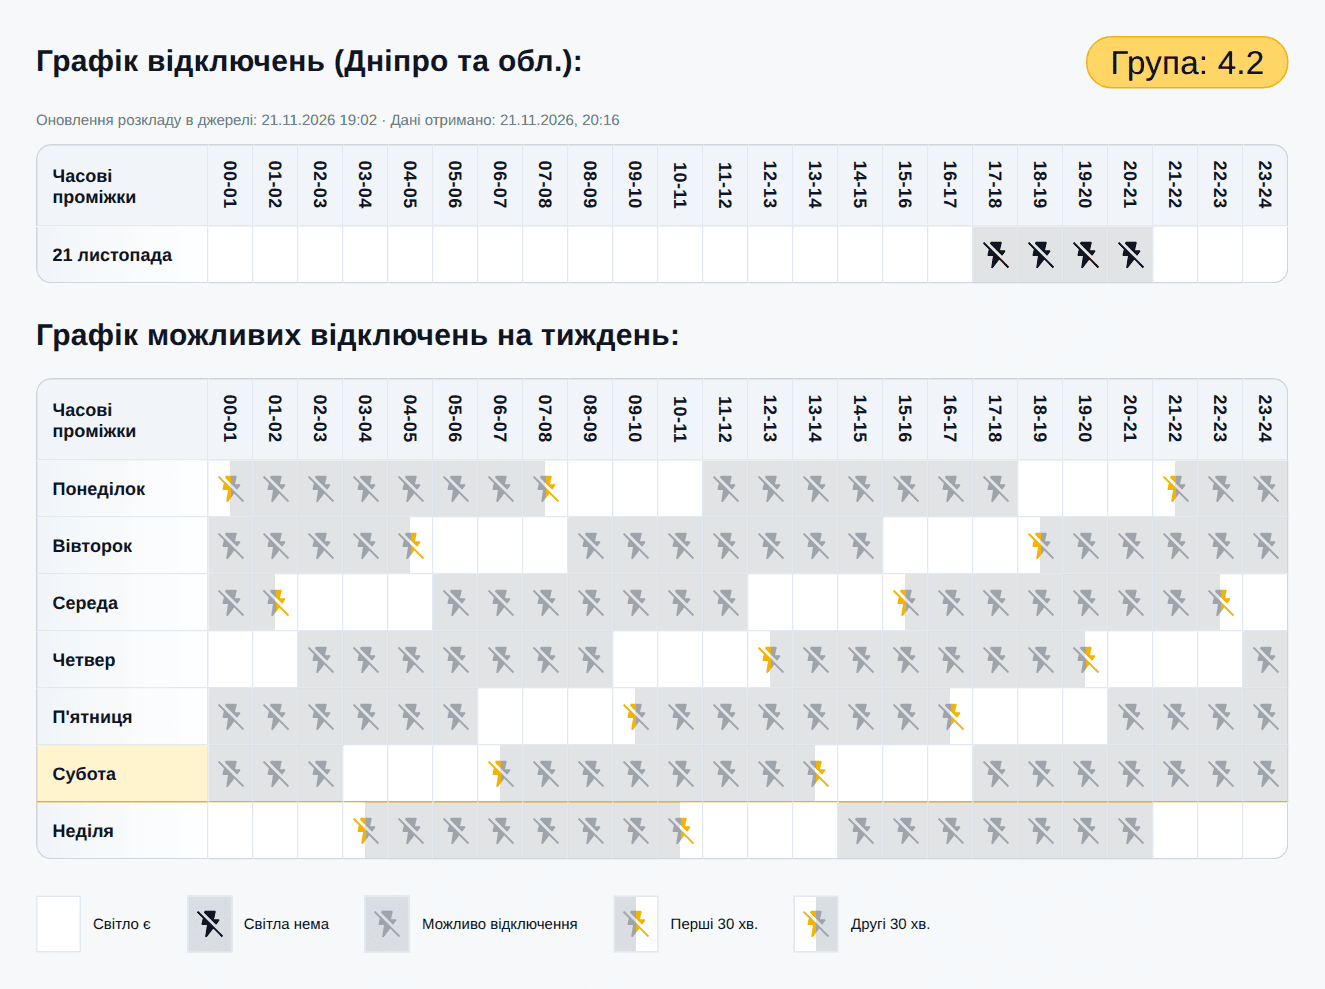 Графік відключень (Дніпро та обл.):
Група: 4.2
Оновлення розкладу в джерелі: 21.11.2026 19:02 · Дані отримано: 21.11.2026, 20:16
Часові
проміжки
00-01 01-02 02-03 03-04 04-05 05-06 06-07 07-08 08-09 09-10 10-11 11-12 12-13 13-14 14-15 15-16 16-17 17-18 18-19 19-20 20-21 21-22 22-23 23-24
21 листопада
Графік можливих відключень на тиждень:
Часові
проміжки
00-01 01-02 02-03 03-04 04-05 05-06 06-07 07-08 08-09 09-10 10-11 11-12 12-13 13-14 14-15 15-16 16-17 17-18 18-19 19-20 20-21 21-22 22-23 23-24
Понеділок
Вівторок
Середа
Четвер
П'ятниця
Субота
Неділя
Світло є
Світла нема
Можливо відключення
Перші 30 хв.
Другі 30 хв.